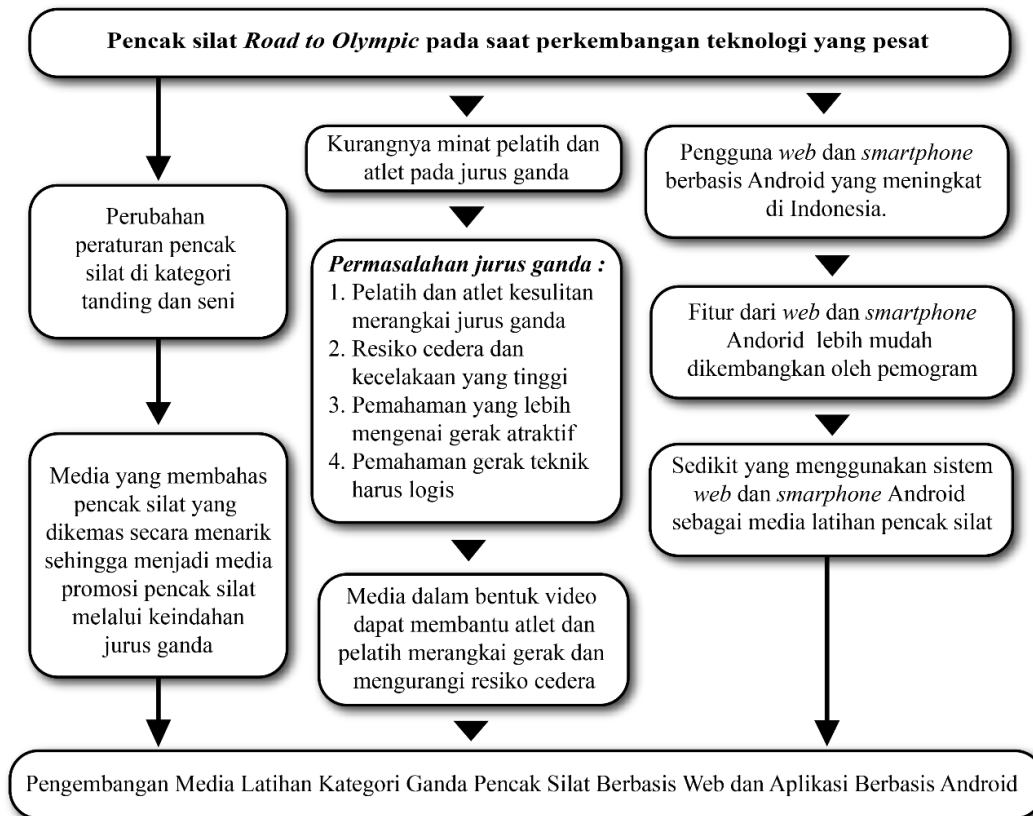 Pencak silat Road to Olympic pada saat perkembangan teknologi yang pesat
Perubahan
peraturan pencak
silat di kategori
tanding dan seni
Media yang membahas
pencak silat yang
dikemas secara menarik
sehingga menjadi media
promosi pencak silat
melalui keindahan
jurus ganda
Kurangnya minat pelatih dan
atlet pada jurus ganda
Permasalahan jurus ganda :
1. Pelatih dan atlet kesulitan
merangkai jurus ganda
2. Resiko cedera dan
kecelakaan yang tinggi
3. Pemahaman yang lebih
mengenai gerak atraktif
4. Pemahaman gerak teknik
harus logis
Media dalam bentuk video
dapat membantu atlet dan
pelatih merangkai gerak dan
mengurangi resiko cedera
Pengguna web dan smartphone
berbasis Android yang meningkat
di Indonesia.
Fitur dari web dan smartphone
Andorid lebih mudah
dikembangkan oleh pemogram
Sedikit yang menggunakan sistem
web dan smarphone Android
sebagai media latihan pencak silat
Pengembangan Media Latihan Kategori Ganda Pencak Silat Berbasis Web dan Aplikasi Berbasis Android